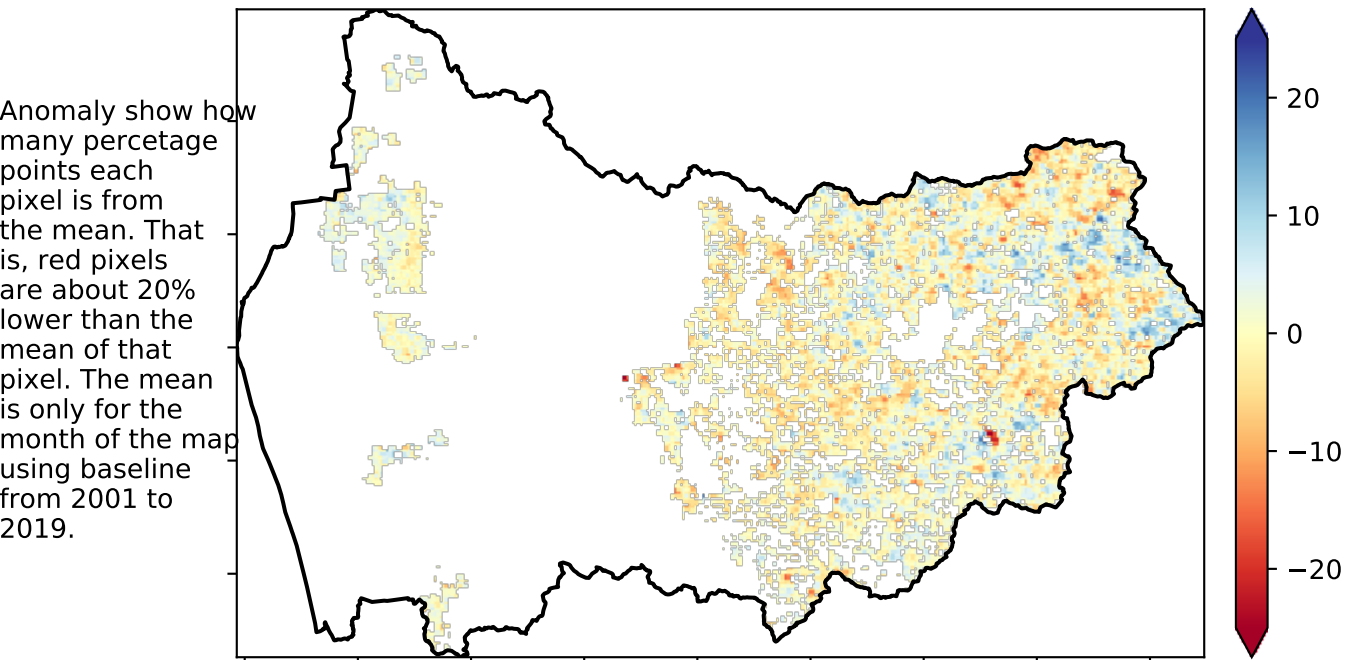 Anomaly show how
many percetage
points each
pixel is from
the mean. That
is, red pixels
are about 20%
lower than the
mean of that
pixel. The mean
is only for the
month of the map
using baseline
from 2001 to
2019.
20
10
0
−10
−20